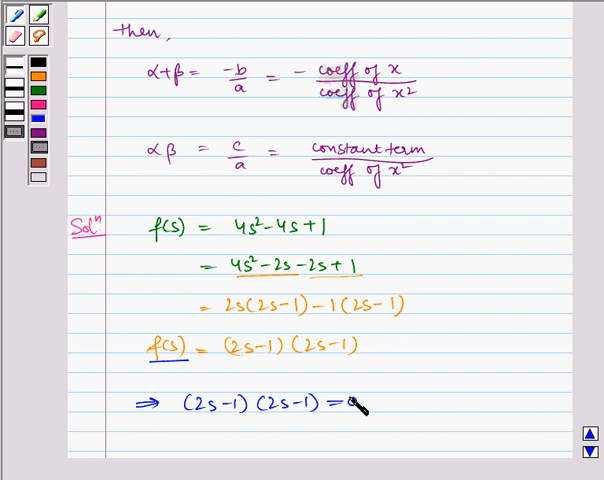 then,
α+β = -b/a = - coeff of x / coeff of x²
αβ = c/a = constant term / coeff of x²
Solⁿ: f(s) = 4s²-4s+1
= 4s²-2s-2s+1
= 2s(2s-1)-1(2s-1)
f(s) = (2s-1)(2s-1)
⇒ (2s-1)(2s-1) =